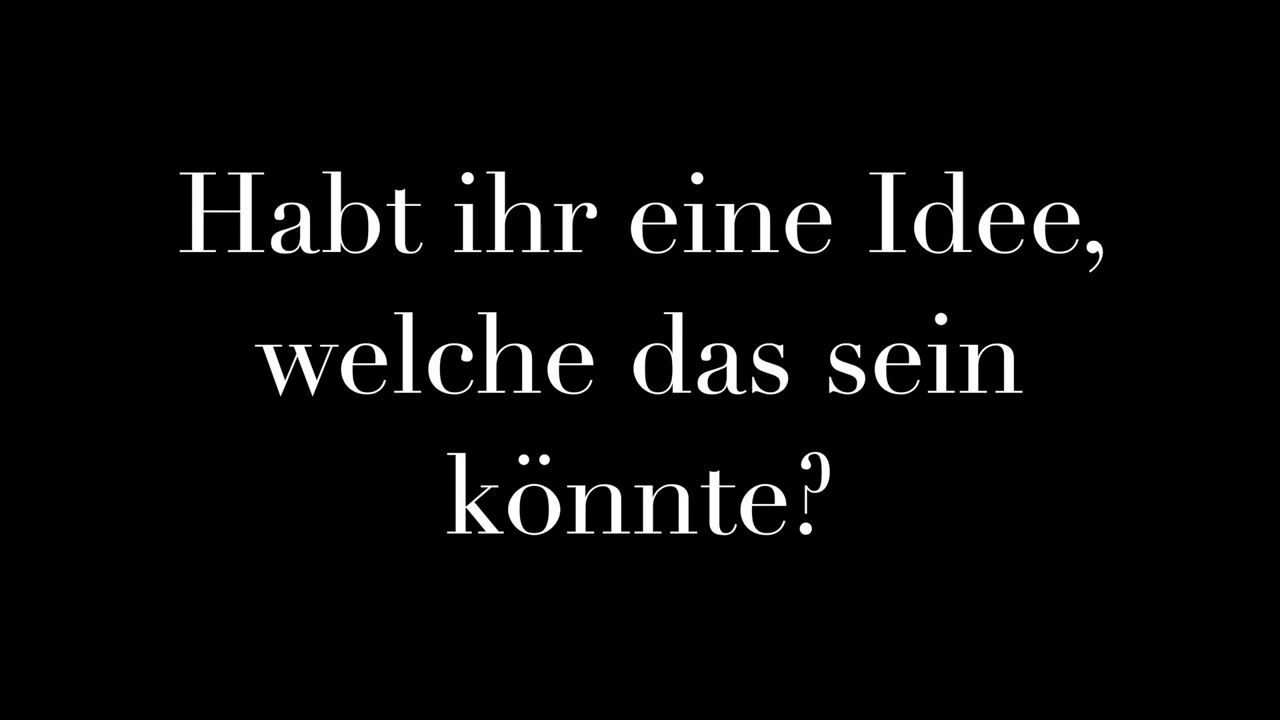 Habt ihr eine Idee,
welche das sein
könnte?